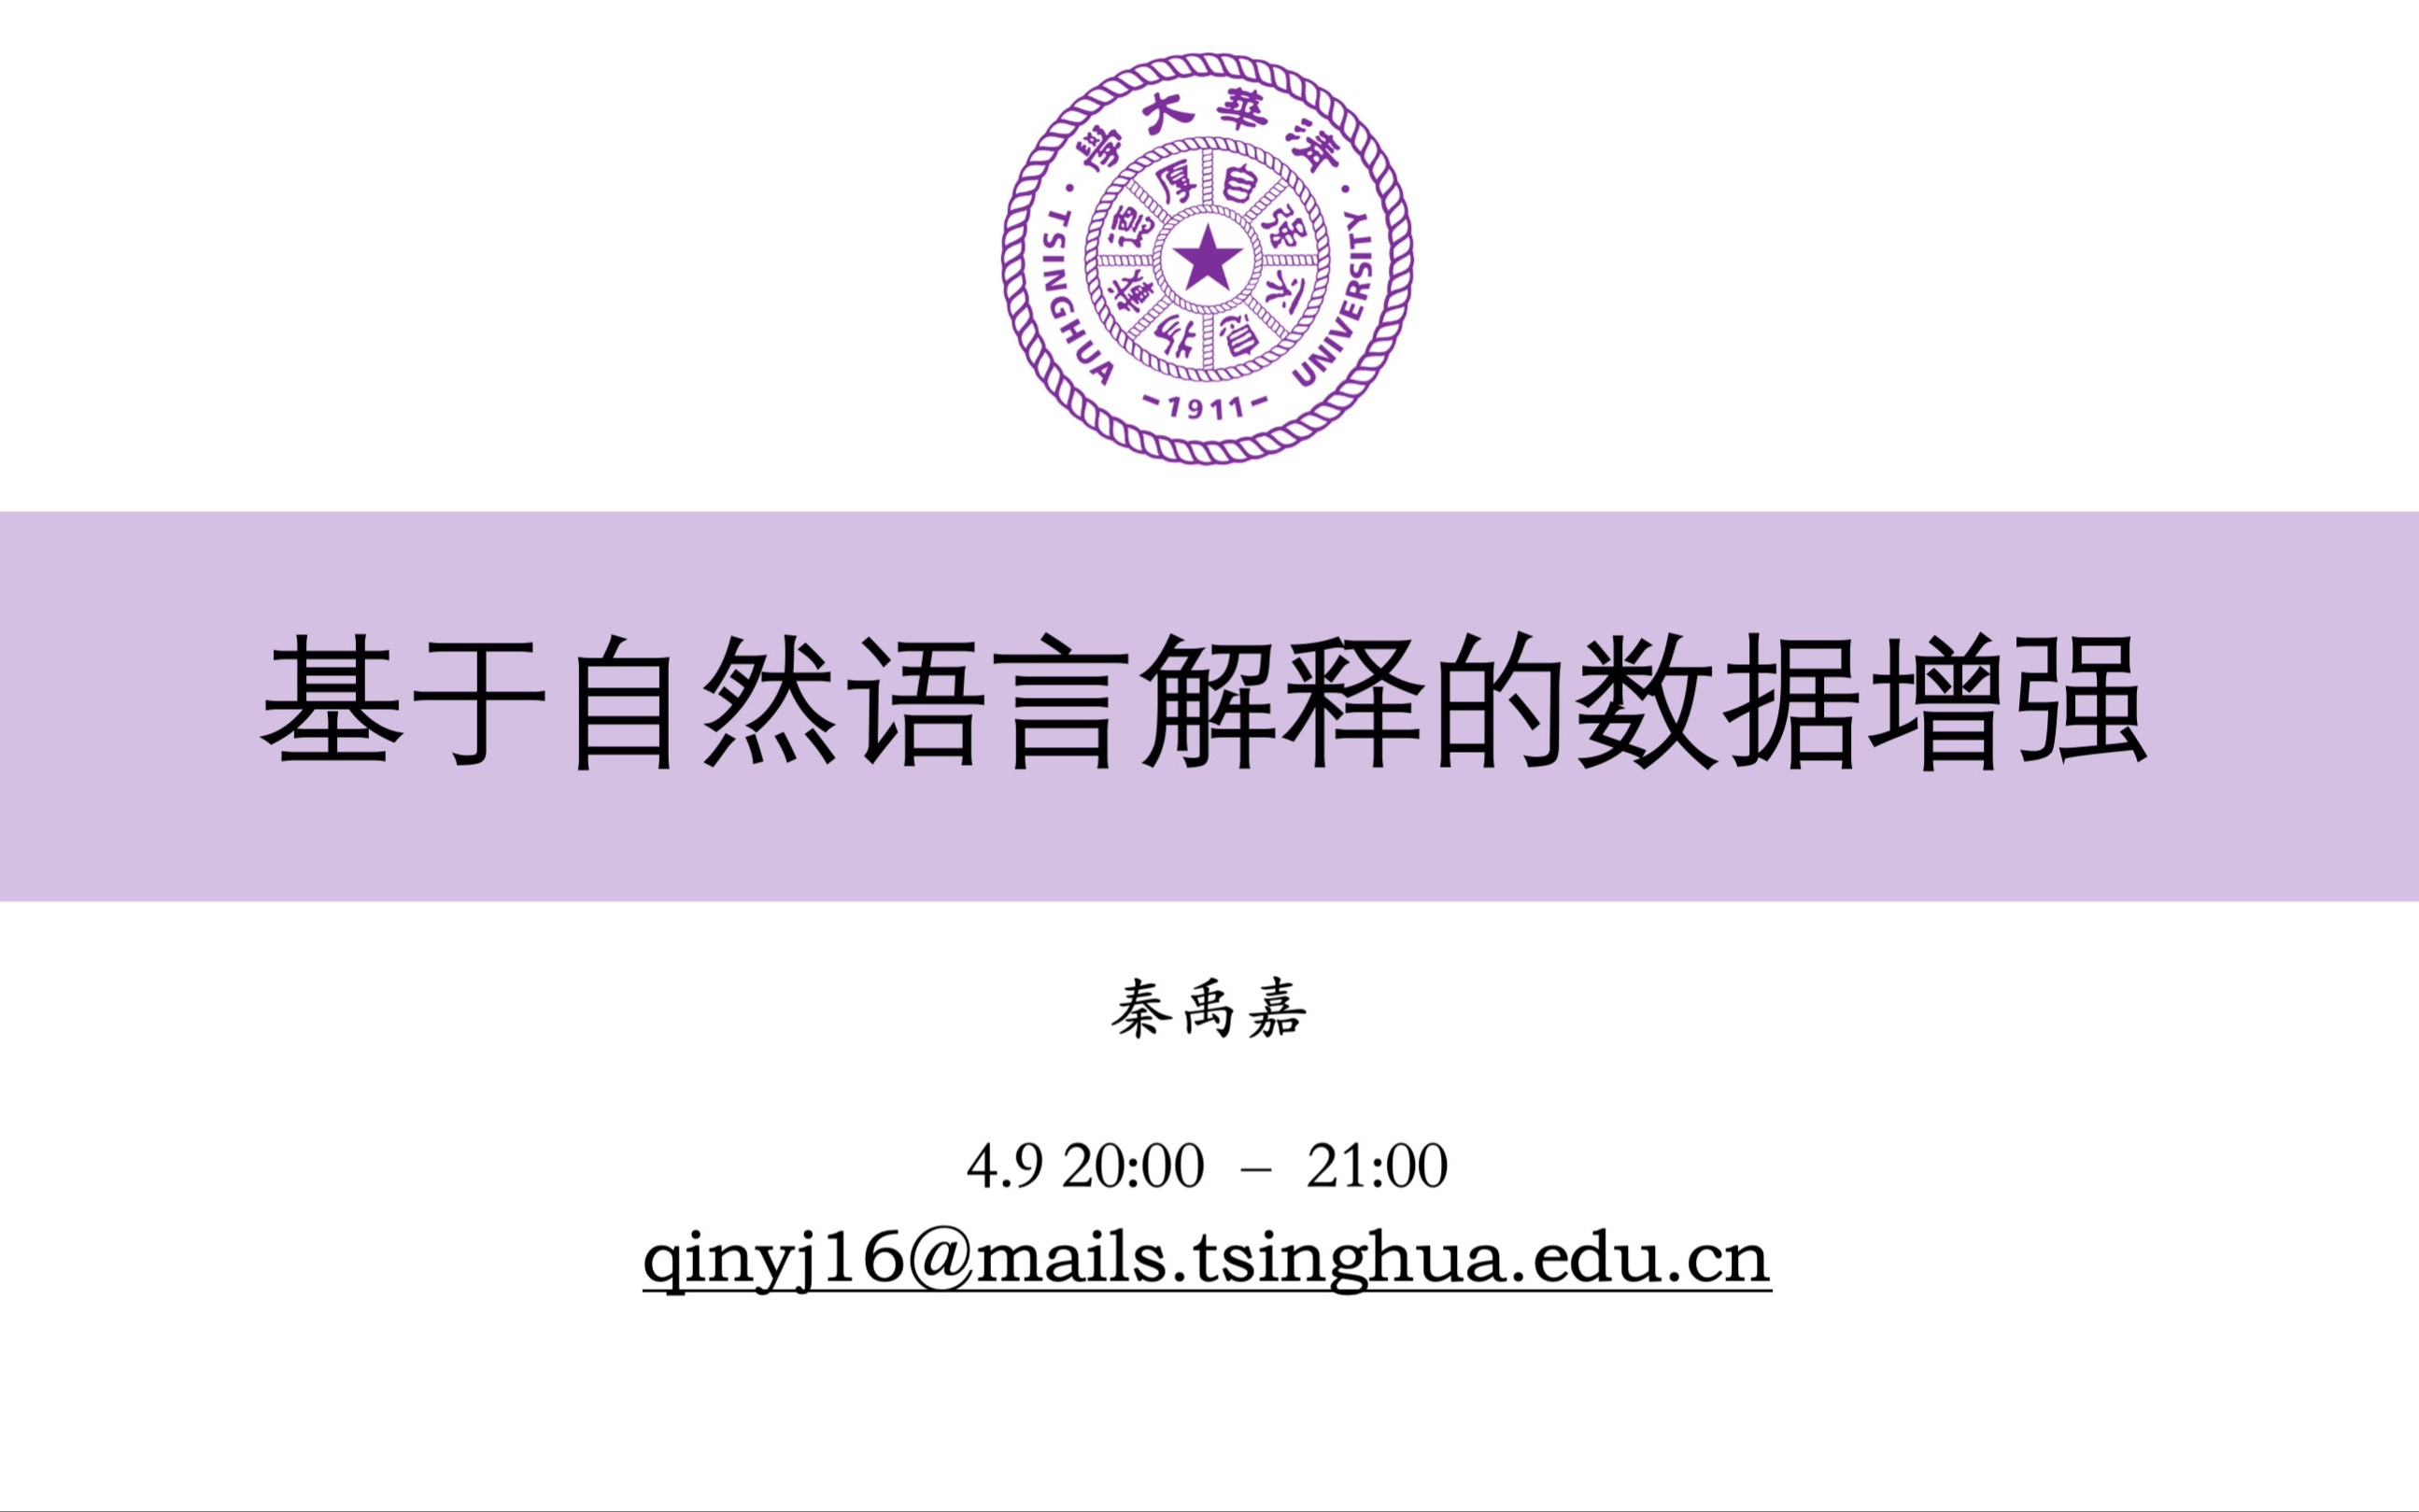 清華大學
TSINGHUA UNIVERSITY
自強不息
厚德載物
1911
基于自然语言解释的数据增强
秦禹嘉
4.9 20:00 – 21:00
qinyj16@mails.tsinghua.edu.cn